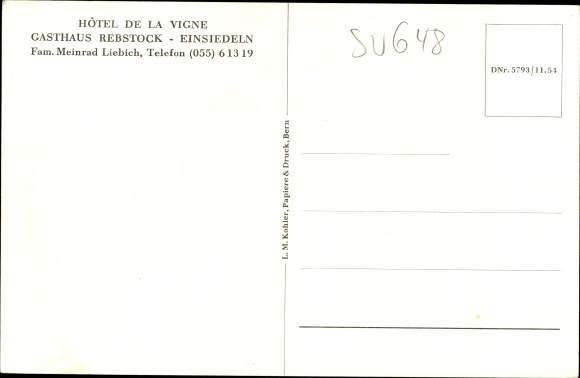 HÔTEL DE LA VIGNE
GASTHAUS REBSTOCK - EINSIEDELN
Fam. Meinrad Liebich, Telefon (055) 6 13 19
SU648
DNr. 5793/11.54
L. M. Kohler, Papiere & Druck, Bern